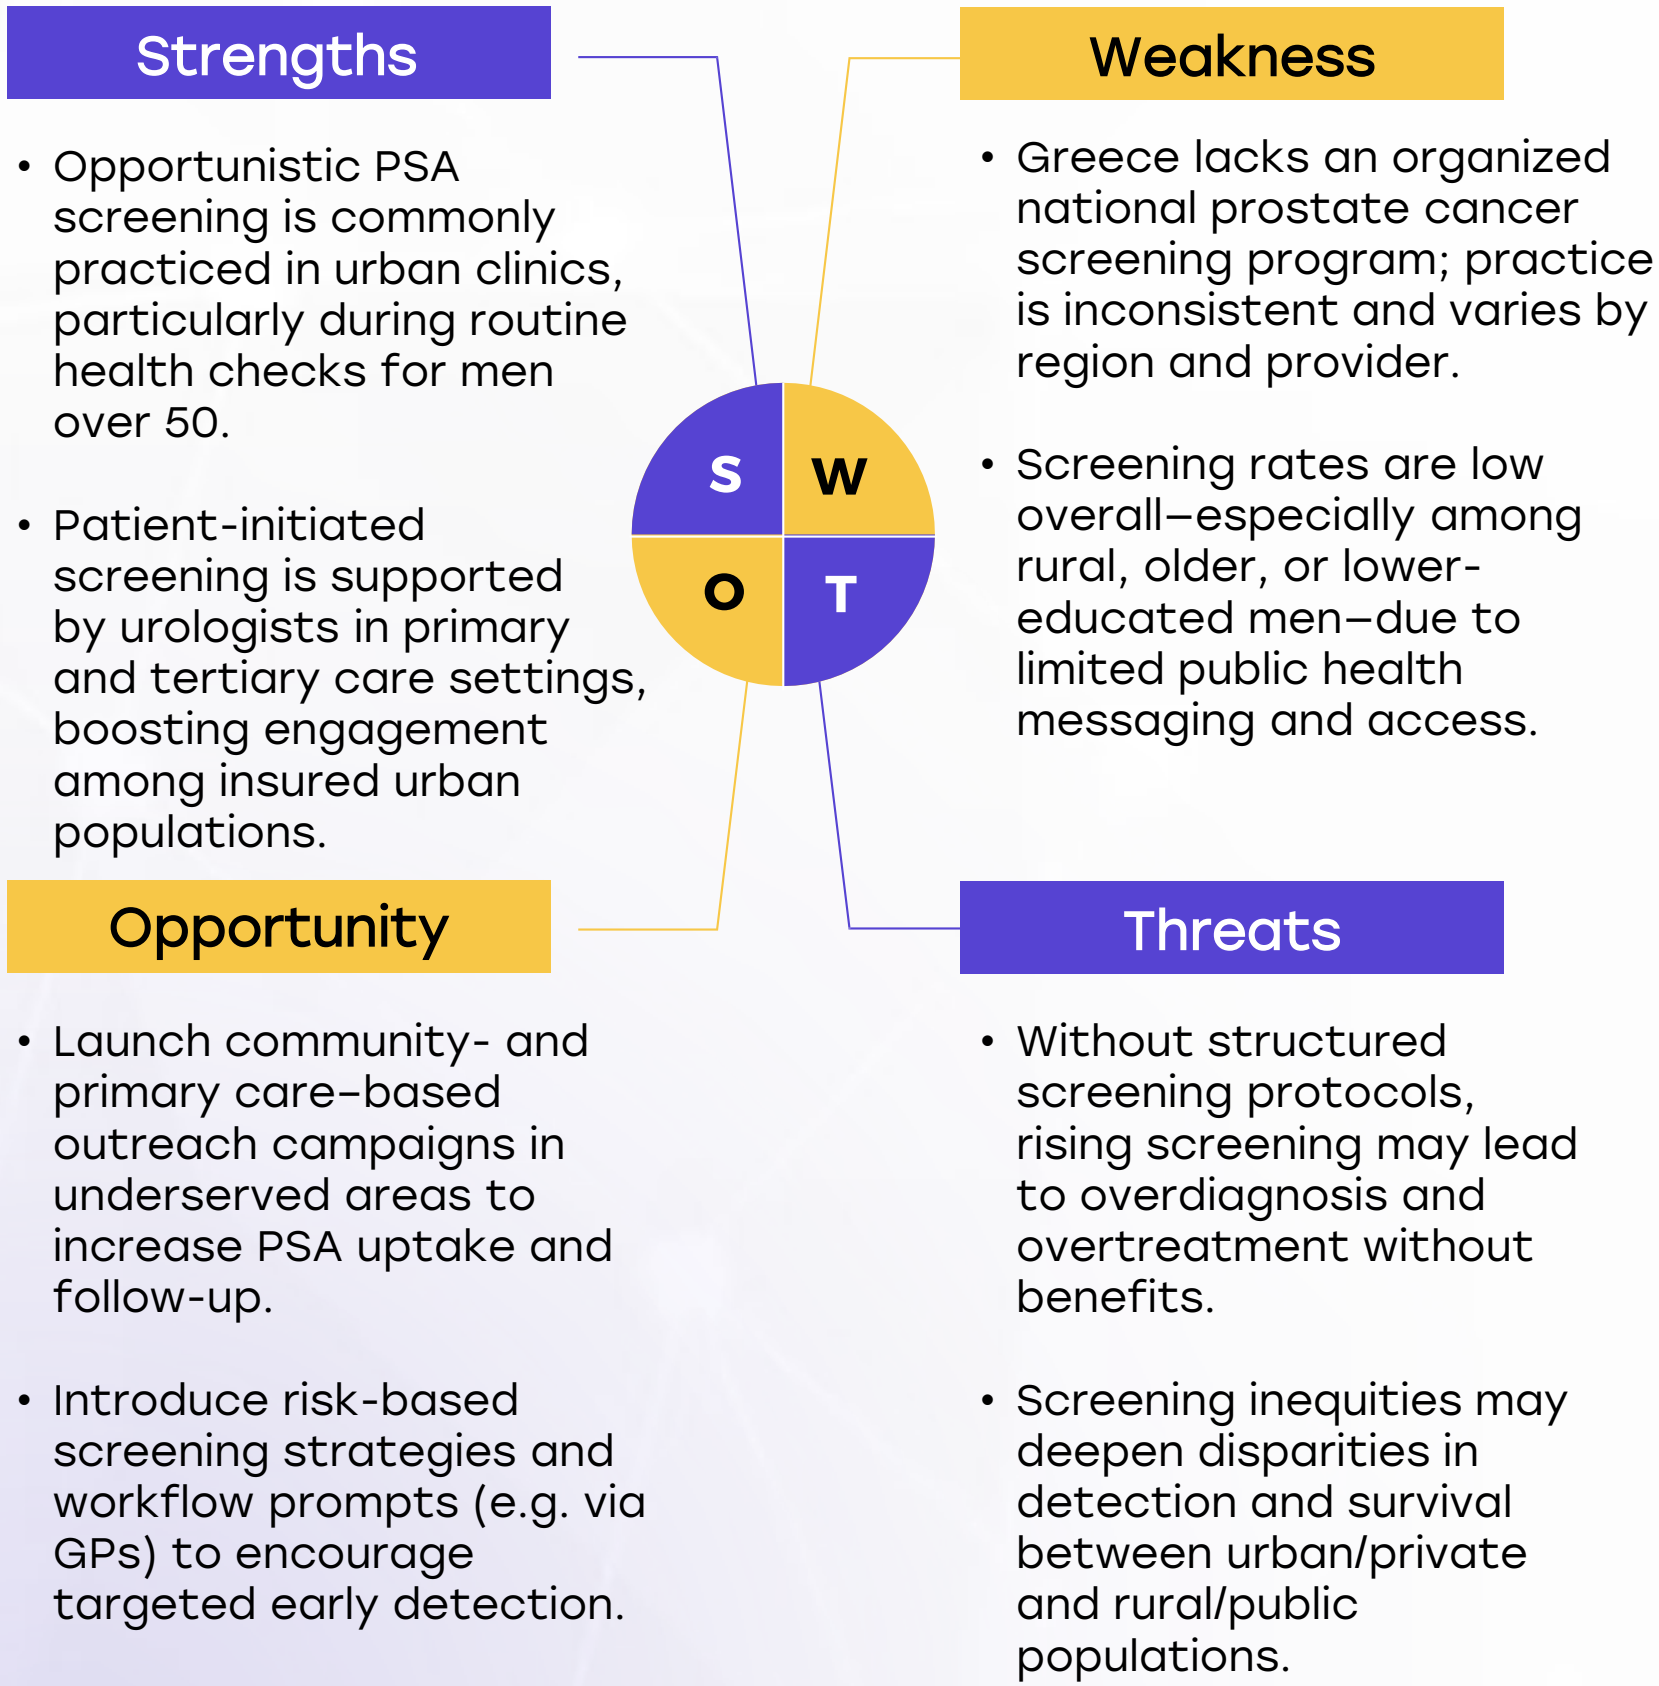 Strengths
• Opportunistic PSA
screening is commonly
practiced in urban clinics,
particularly during routine
health checks for men
over 50.
• Patient-initiated
screening is supported
by urologists in primary
and tertiary care settings,
boosting engagement
among insured urban
populations.
Weakness
• Greece lacks an organized
national prostate cancer
screening program; practice
is inconsistent and varies by
region and provider.
• Screening rates are low
overall—especially among
rural, older, or lower-
educated men—due to
limited public health
messaging and access.
S
W
O
T
Opportunity
• Launch community- and
primary care–based
outreach campaigns in
underserved areas to
increase PSA uptake and
follow-up.
• Introduce risk-based
screening strategies and
workflow prompts (e.g. via
GPs) to encourage
targeted early detection.
Threats
• Without structured
screening protocols,
rising screening may lead
to overdiagnosis and
overtreatment without
benefits.
• Screening inequities may
deepen disparities in
detection and survival
between urban/private
and rural/public
populations.